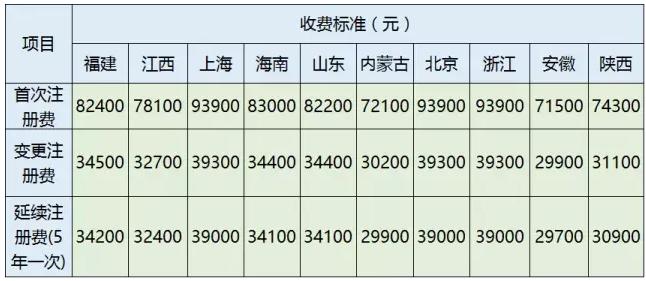 项目 收费标准（元）
福建 江西 上海 海南 山东 内蒙古 北京 浙江 安徽 陕西
首次注册费 82400 78100 93900 83000 82200 72100 93900 93900 71500 74300
变更注册费 34500 32700 39300 34400 34400 30200 39300 39300 29900 31100
延续注册费(5年一次) 34200 32400 39000 34100 34100 29900 39000 39000 29700 30900